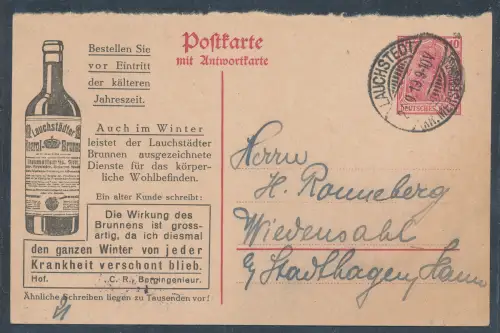 Bestellen Sie
vor Eintritt
der kälteren
Jahreszeit.
Auch im Winter
leistet der Lauchstädter
Brunnen ausgezeichnete
Dienste für das körper-
liche Wohlbefinden.
Ein alter Kunde schreibt:
Die Wirkung des
Brunnens ist gross-
artig, da ich diesmal
den ganzen Winter von jeder
Krankheit verschont blieb.
Hof. C. R., Bergingenieur.
Ähnliche Schreiben liegen zu Tausenden vor!
Lauchstädter
Brunnen
Postkarte
mit Antwortkarte
10
LAUCHSTEDT
Herrn
H. Ronneberg
Wiedensahl
b/ Stadthagen, Hann